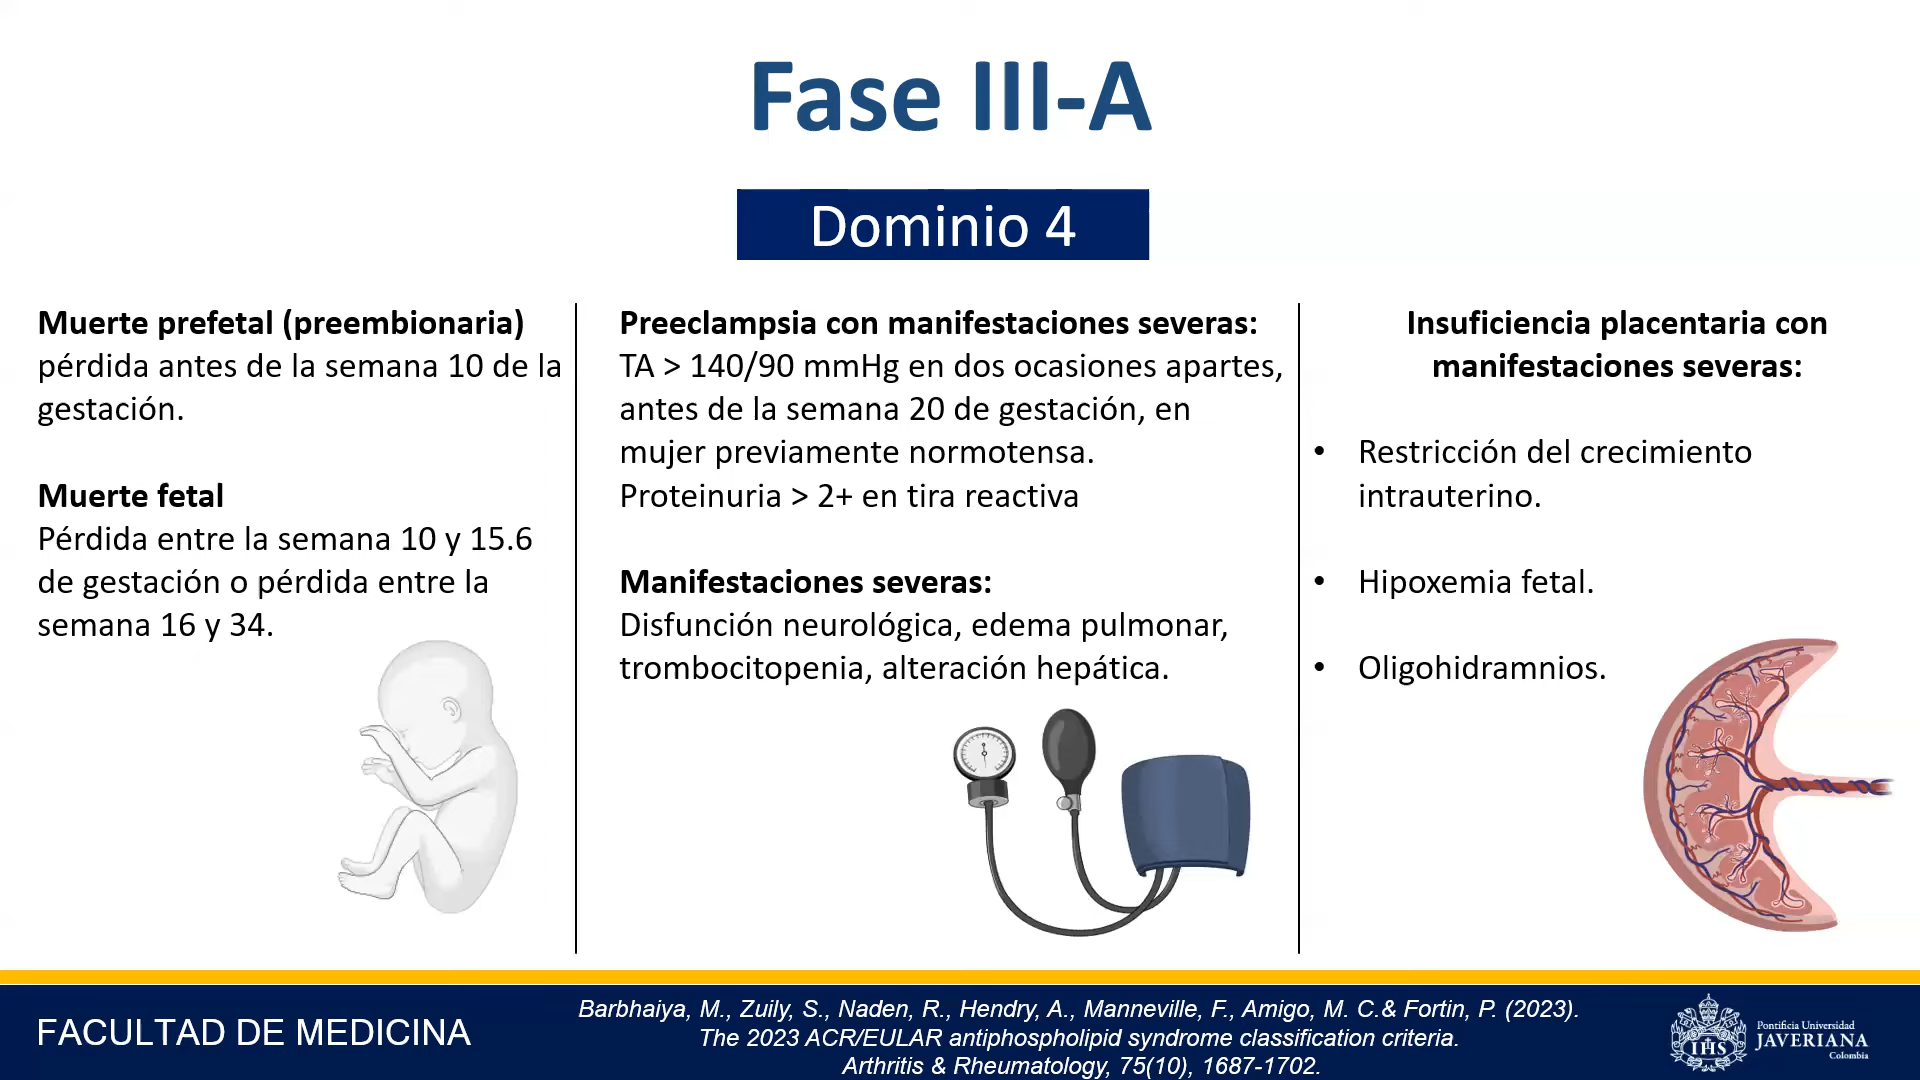 Fase III-A
Dominio 4
Muerte prefetal (preembionaria)
pérdida antes de la semana 10 de la
gestación.
Muerte fetal
Pérdida entre la semana 10 y 15.6
de gestación o pérdida entre la
semana 16 y 34.
Preeclampsia con manifestaciones severas:
TA > 140/90 mmHg en dos ocasiones apartes,
antes de la semana 20 de gestación, en
mujer previamente normotensa.
Proteinuria > 2+ en tira reactiva
Manifestaciones severas:
Disfunción neurológica, edema pulmonar,
trombocitopenia, alteración hepática.
Insuficiencia placentaria con
manifestaciones severas:
• Restricción del crecimiento
intrauterino.
• Hipoxemia fetal.
• Oligohidramnios.
FACULTAD DE MEDICINA
Barbhaiya, M., Zuily, S., Naden, R., Hendry, A., Manneville, F., Amigo, M. C.& Fortin, P. (2023).
The 2023 ACR/EULAR antiphospholipid syndrome classification criteria.
Arthritis & Rheumatology, 75(10), 1687-1702.
IHS
Pontificia Universidad
JAVERIANA
Colombia